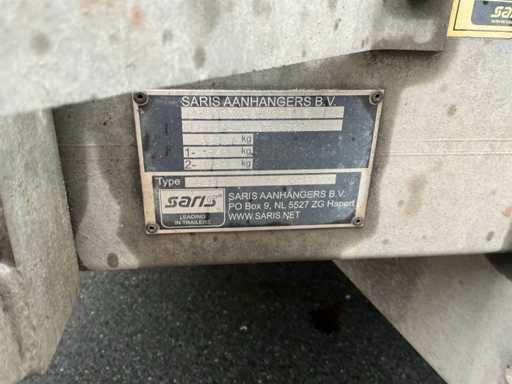 SARIS AANHANGERS B.V.
kg
1- kg
2- kg
Type
saris
LEADING
IN TRAILERS
SARIS AANHANGERS B.V.
PO Box 9, NL 5527 ZG Hapert
WWW.SARIS.NET
saris